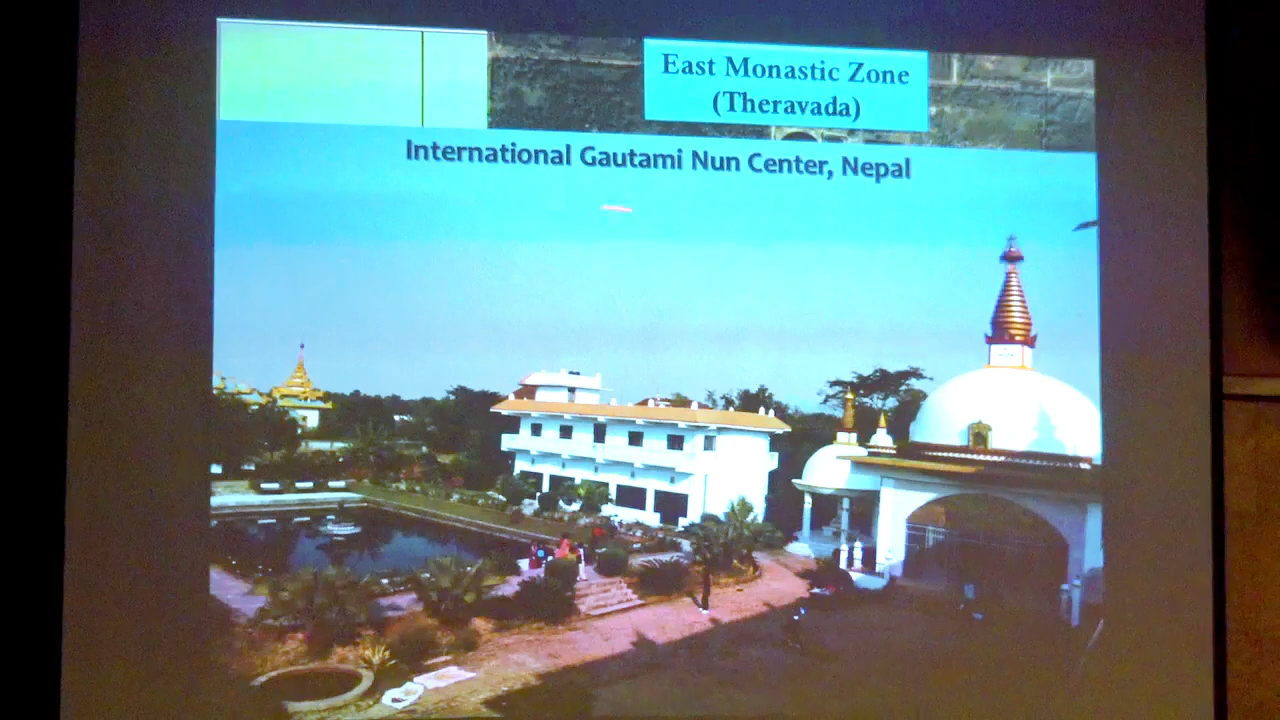 East Monastic Zone
(Theravada)
International Gautami Nun Center, Nepal